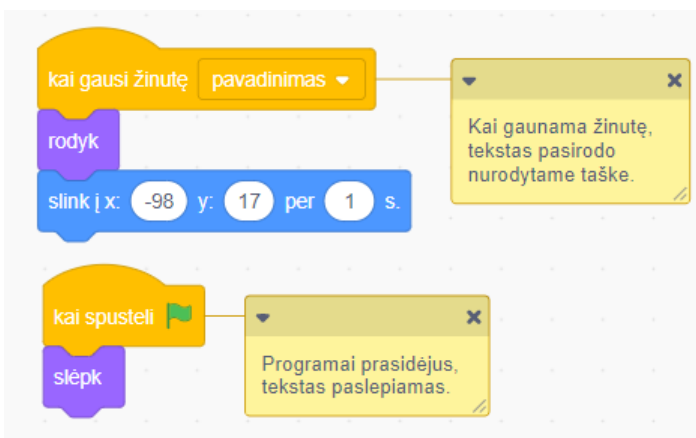 kai gausi žinutę pavadinimas
Kai gaunama žinutę,
tekstas pasirodo
nurodytame taške.
rodyk
slink į x: -98 y: 17 per 1 s.
kai spusteli
Programai prasidėjus,
tekstas paslepiamas.
slėpk